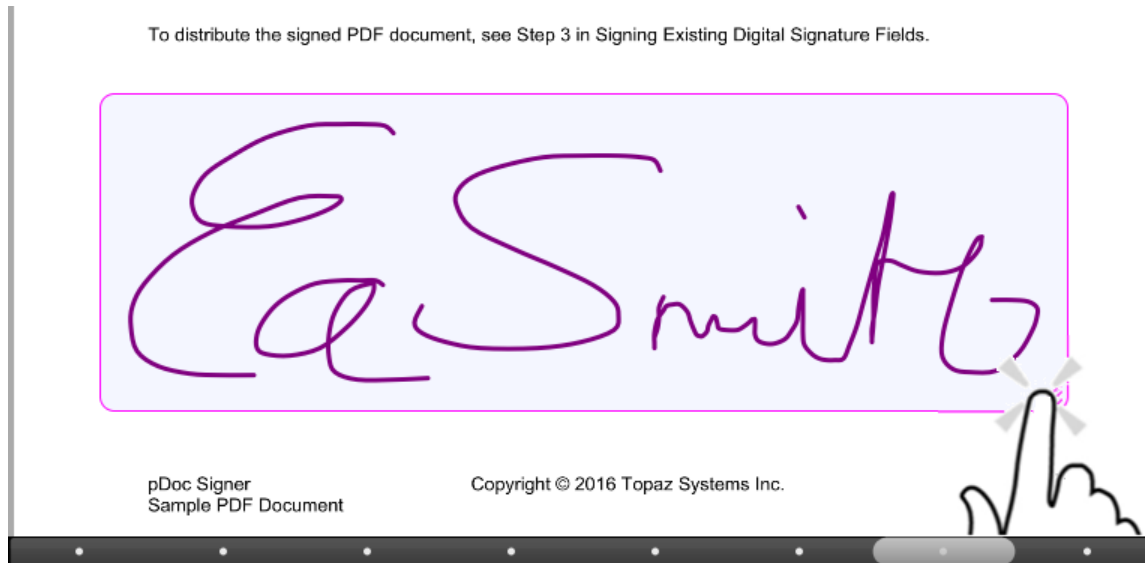 To distribute the signed PDF document, see Step 3 in Signing Existing Digital Signature Fields.
Ea Smith
pDoc Signer
Copyright © 2016 Topaz Systems Inc.
Sample PDF Document